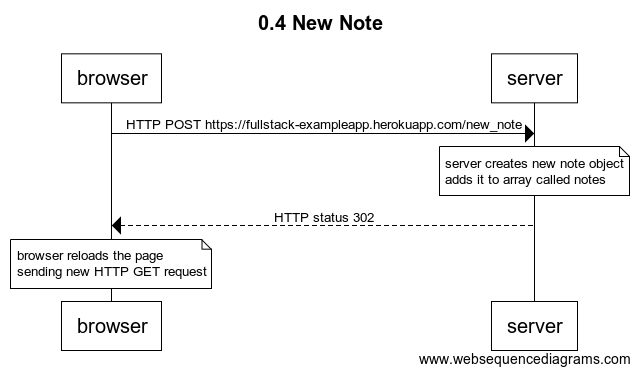 0.4 New Note
browser
server
HTTP POST https://fullstack-exampleapp.herokuapp.com/new_note
server creates new note object
adds it to array called notes
HTTP status 302
browser reloads the page
sending new HTTP GET request
browser
server
www.websequencediagrams.com